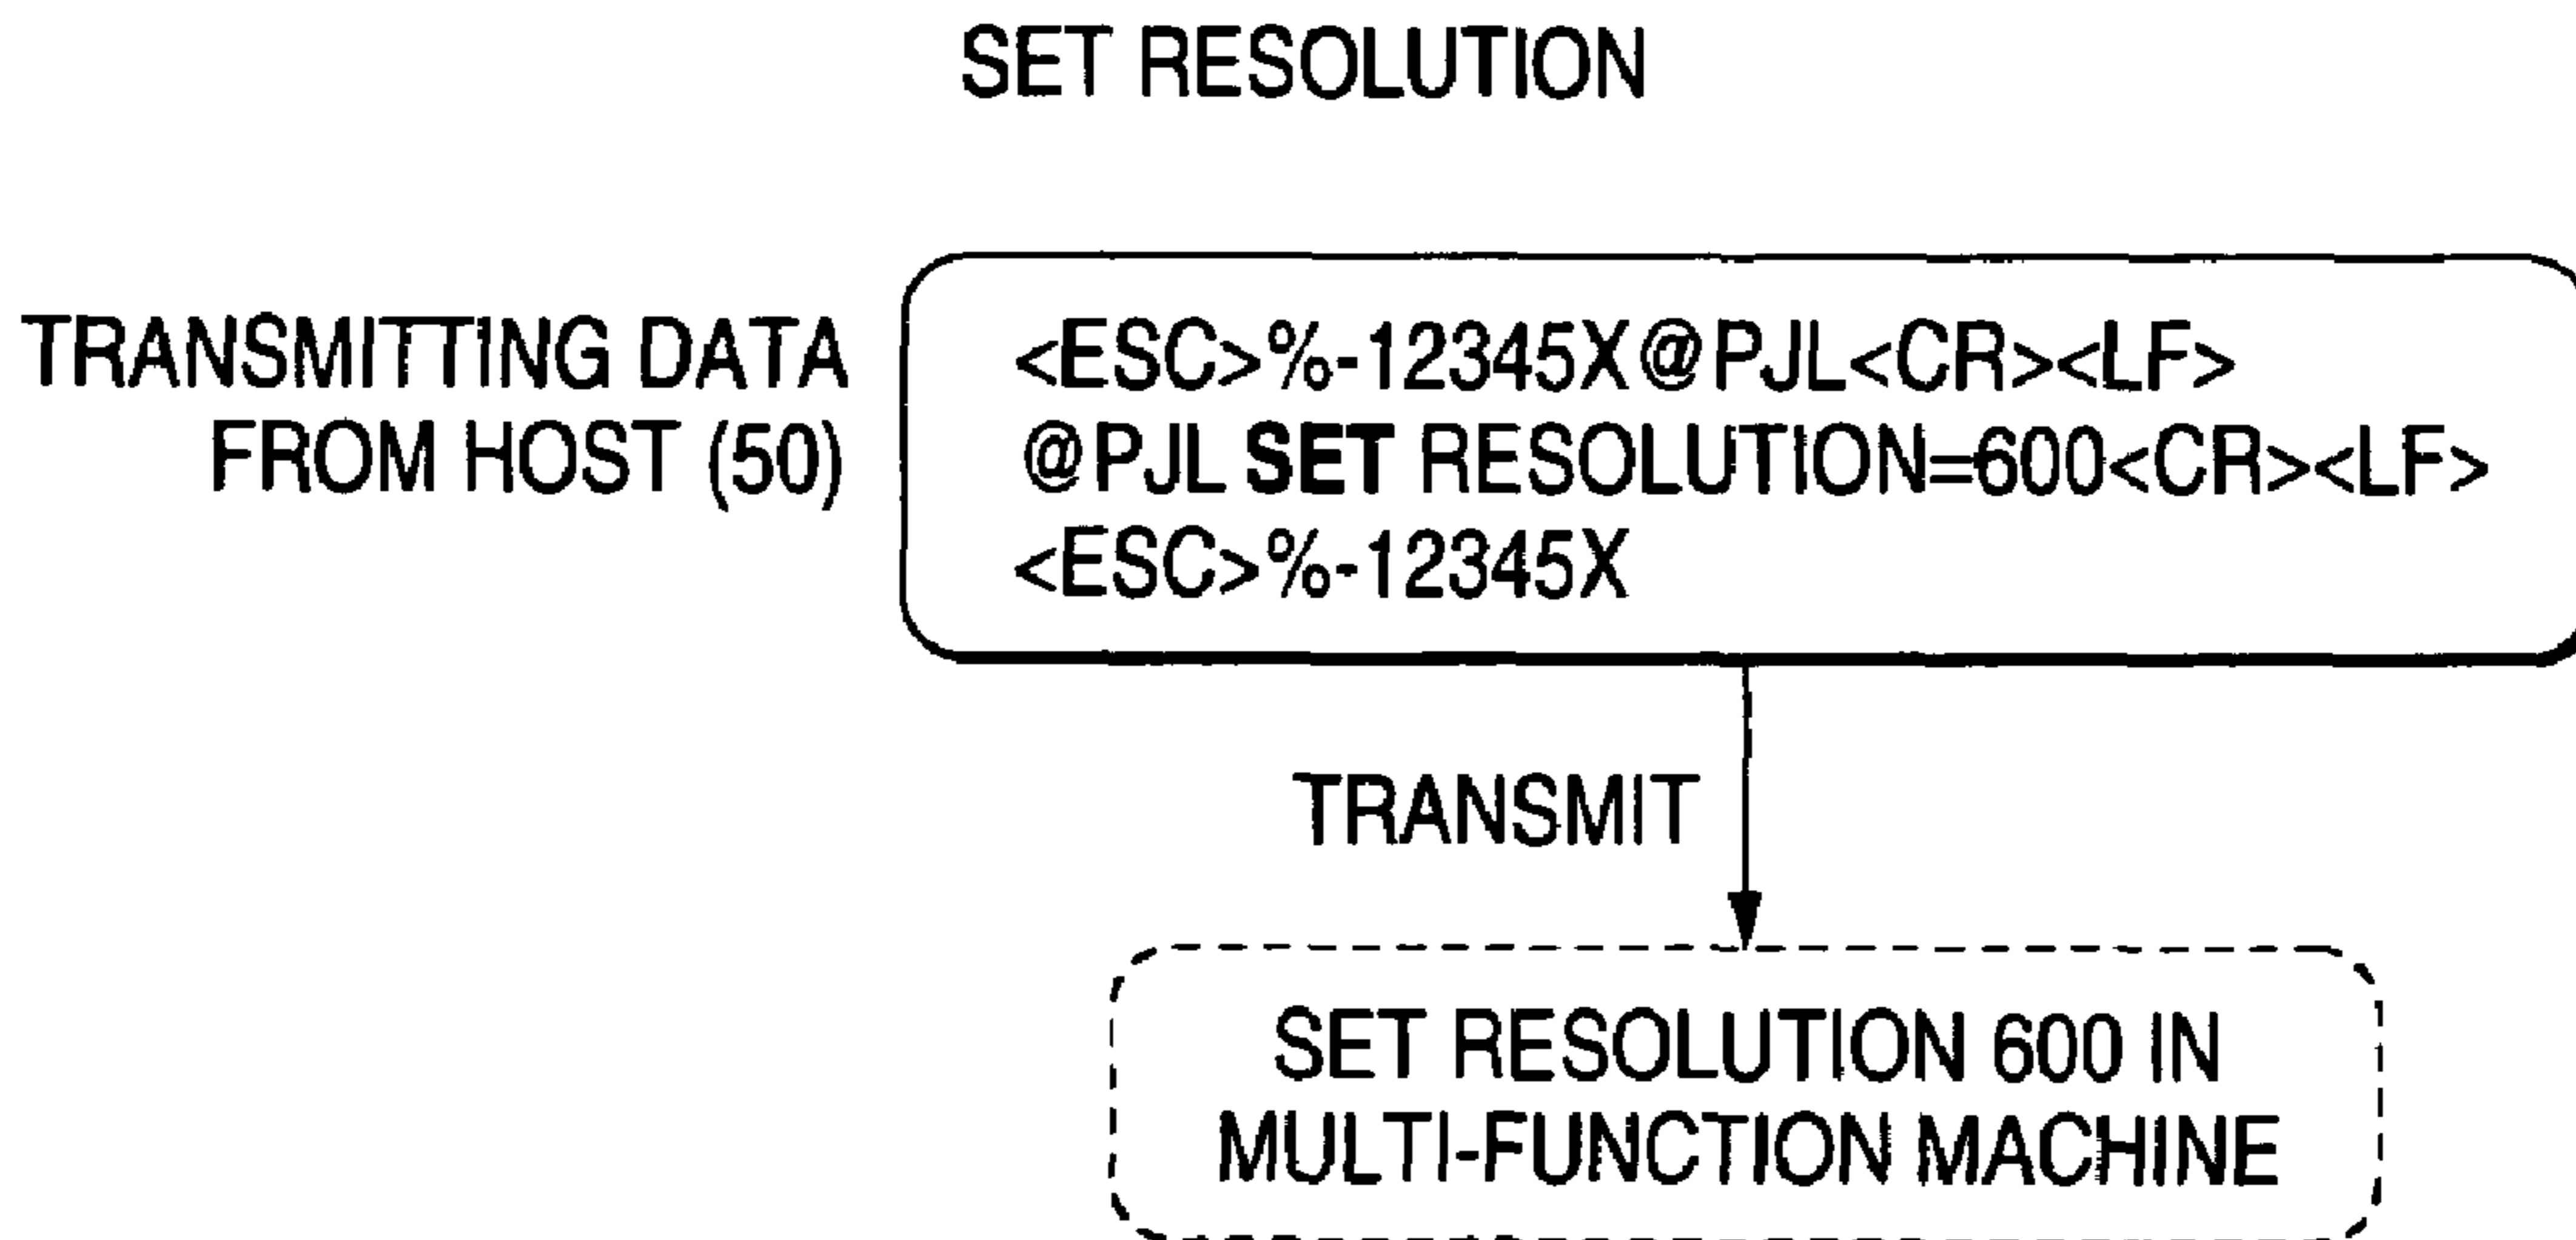 SET RESOLUTION
TRANSMITTING DATA
FROM HOST (50)
<ESC>%-12345X@PJL<CR><LF>
@PJL SET RESOLUTION=600<CR><LF>
<ESC>%-12345X
TRANSMIT
SET RESOLUTION 600 IN
MULTI-FUNCTION MACHINE